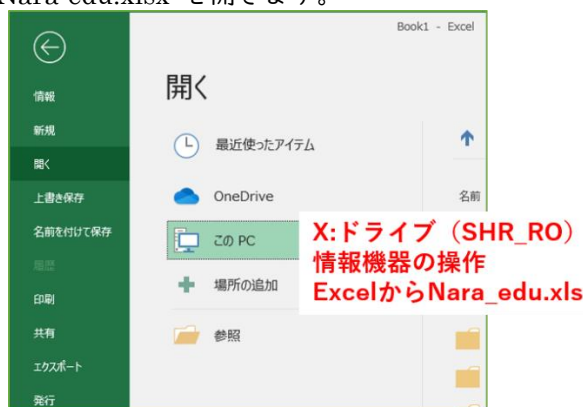 Nara edu.xlsx を開きます。
Book1 - Excel
開く
情報
新規
開く
上書き保存
名前を付けて保存
履歴
印刷
共有
エクスポート
発行
最近使ったアイテム
OneDrive
この PC
場所の追加
参照
名前
X:ドライブ（SHR_RO）
情報機器の操作
ExcelからNara_edu.xls